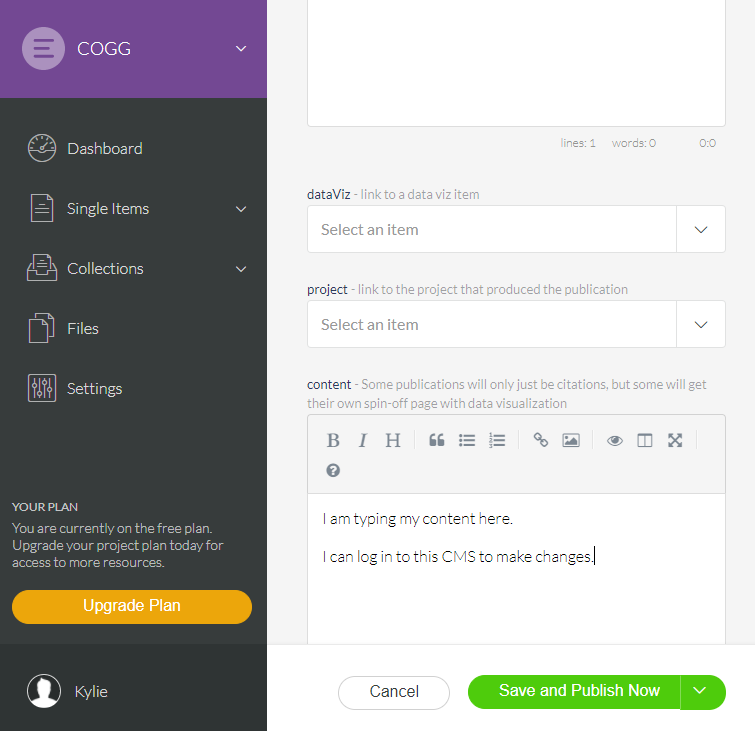 COGG
Dashboard
Single Items
Collections
Files
Settings
YOUR PLAN
You are currently on the free plan.
Upgrade your project plan today for
access to more resources.
Upgrade Plan
Kylie
lines: 1 words: 0 0:0
dataViz - link to a data viz item
Select an item
project - link to the project that produced the publication
Select an item
content - Some publications will only just be citations, but some will get
their own spin-off page with data visualization
B I H
I am typing my content here.
I can log in to this CMS to make changes.
Cancel
Save and Publish Now